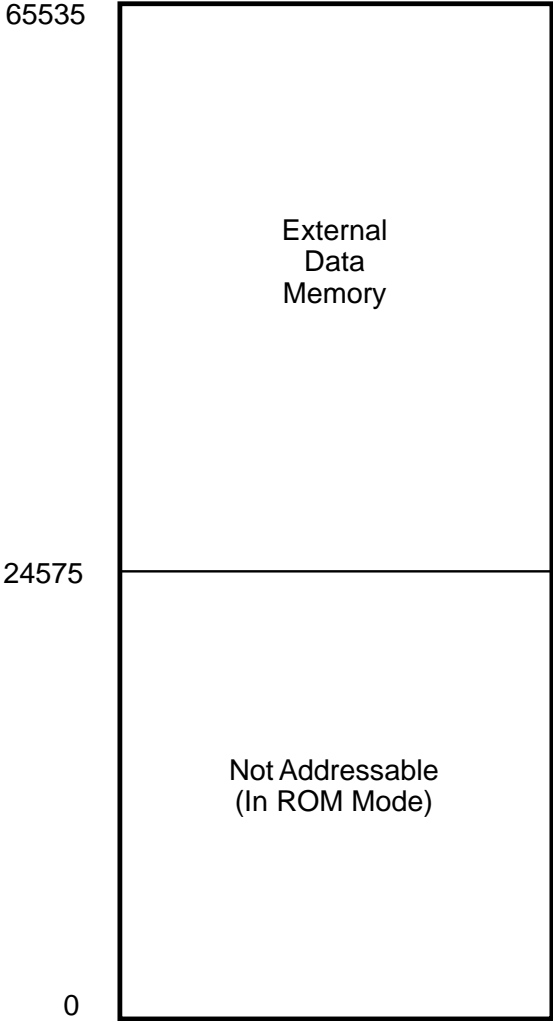 65535
External
Data
Memory
24575
Not Addressable
(In ROM Mode)
0